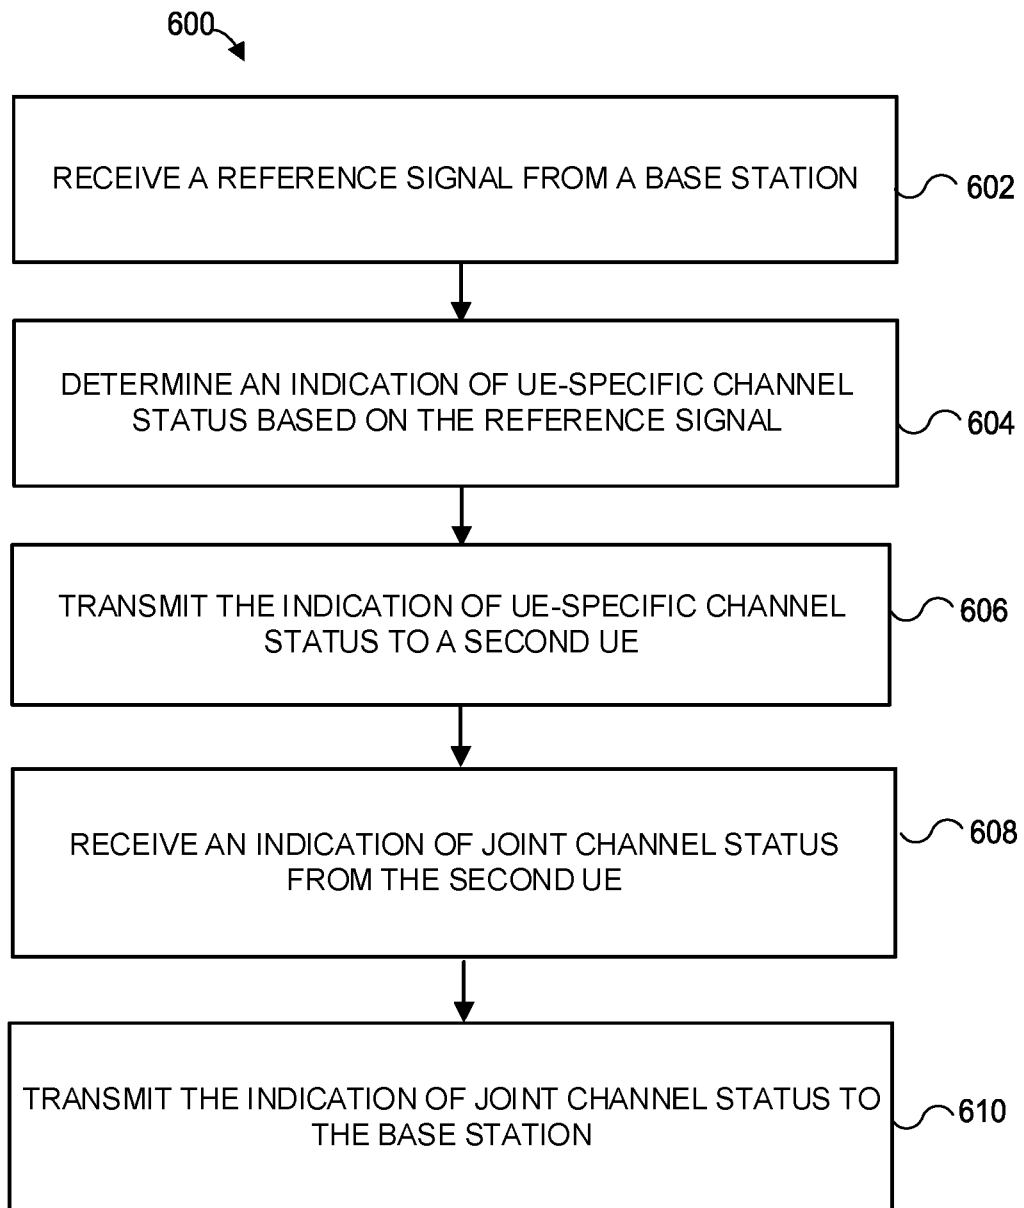 600
RECEIVE A REFERENCE SIGNAL FROM A BASE STATION
602
DETERMINE AN INDICATION OF UE-SPECIFIC CHANNEL
STATUS BASED ON THE REFERENCE SIGNAL
604
TRANSMIT THE INDICATION OF UE-SPECIFIC CHANNEL
STATUS TO A SECOND UE
606
RECEIVE AN INDICATION OF JOINT CHANNEL STATUS
FROM THE SECOND UE
608
TRANSMIT THE INDICATION OF JOINT CHANNEL STATUS TO
THE BASE STATION
610